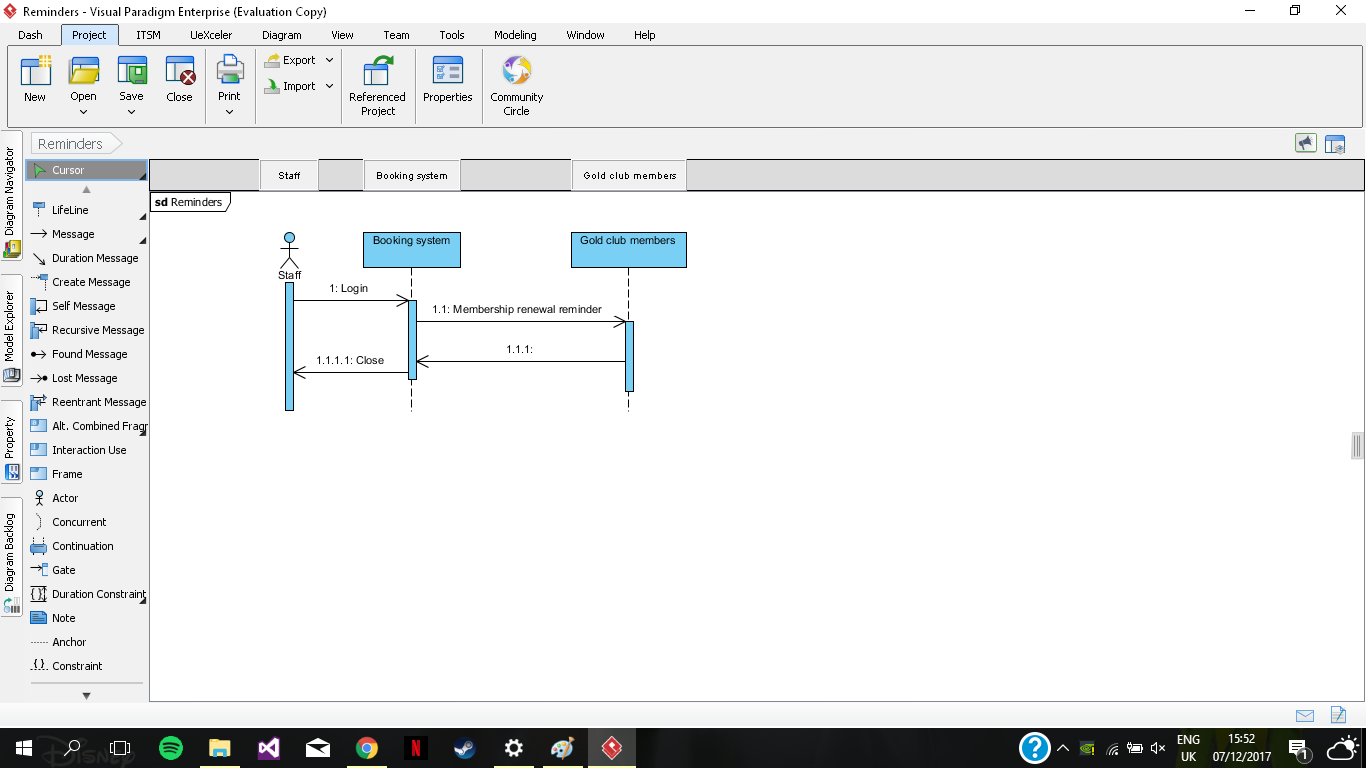 Reminders - Visual Paradigm Enterprise (Evaluation Copy)
Dash Project ITSM UeXceler Diagram View Team Tools Modeling Window Help
New Open Save Close Print Export Import Referenced Project Properties Community Circle
Reminders
Diagram Navigator
Model Explorer
Property
Diagram Backlog
Cursor
LifeLine
Message
Duration Message
Create Message
Self Message
Recursive Message
Found Message
Lost Message
Reentrant Message
Alt. Combined Fragr
Interaction Use
Frame
Actor
Concurrent
Continuation
Gate
Duration Constraint
Note
Anchor
Constraint
Staff Booking system Gold club members
sd Reminders
Booking system Gold club members
Staff
1: Login
1.1: Membership renewal reminder
1.1.1:
1.1.1.1: Close
DISNEP
ENG 15:52
UK 07/12/2017
1